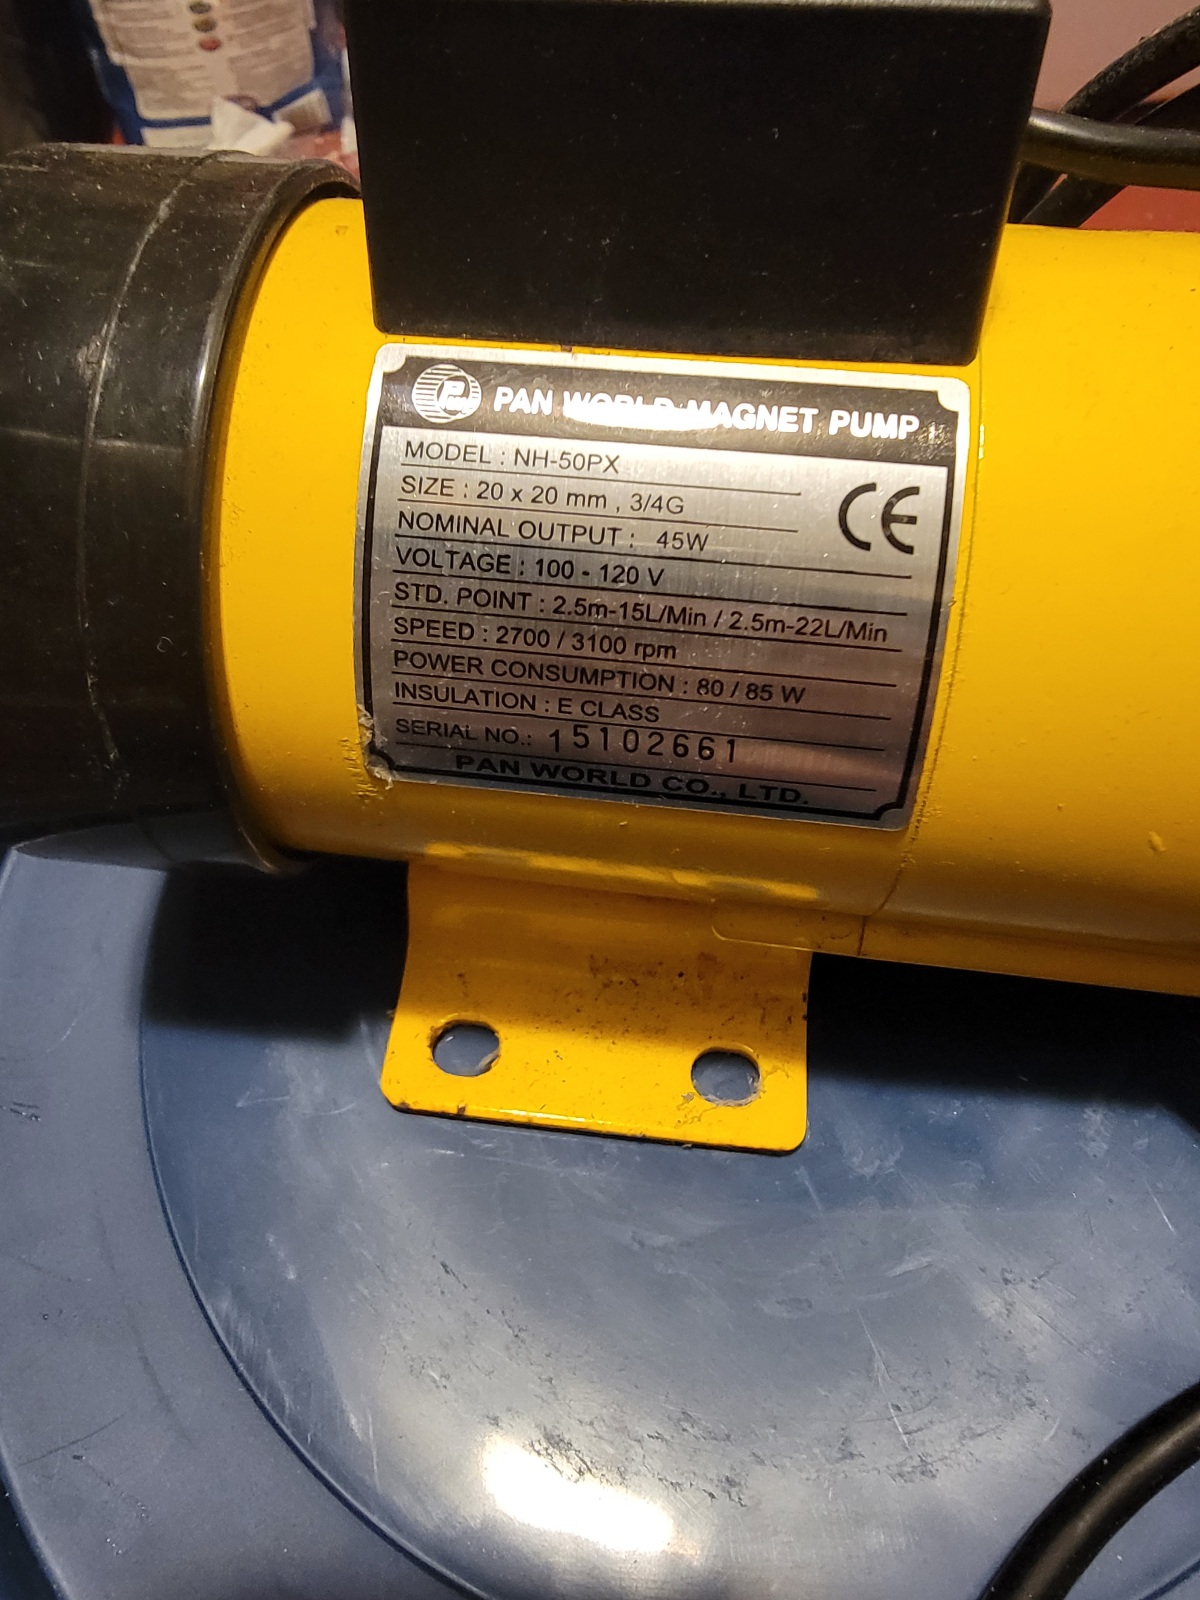 PAN WORLD MAGNET PUMP
MODEL : NH-50PX
SIZE : 20 x 20 mm , 3/4G
CE
NOMINAL OUTPUT : 45W
VOLTAGE : 100 - 120 V
STD. POINT : 2.5m-15L/Min / 2.5m-22L/Min
SPEED : 2700 / 3100 rpm
POWER CONSUMPTION : 80 / 85 W
INSULATION : E CLASS
SERIAL NO.: 15102661
PAN WORLD CO., LTD.